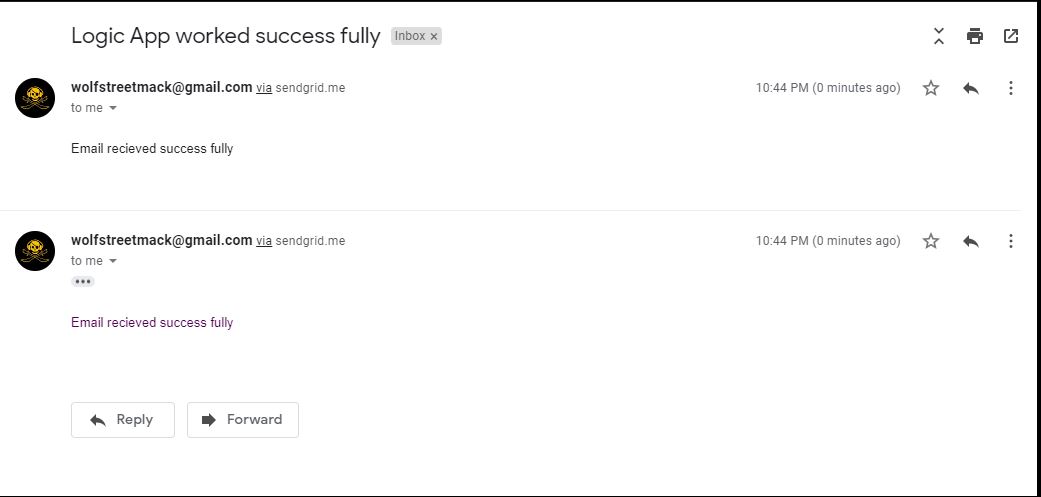 Logic App worked success fully Inbox ×
wolfstreetmack@gmail.com via sendgrid.me 10:44 PM (0 minutes ago)
to me
Email recieved success fully
wolfstreetmack@gmail.com via sendgrid.me 10:44 PM (0 minutes ago)
to me
•••
Email recieved success fully
Reply Forward